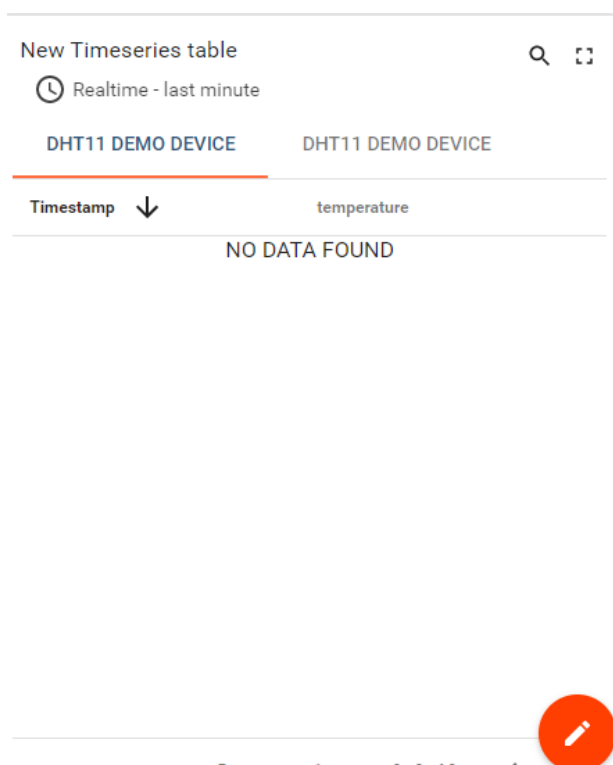 New Timeseries table
Realtime - last minute
DHT11 DEMO DEVICE DHT11 DEMO DEVICE
Timestamp temperature
NO DATA FOUND